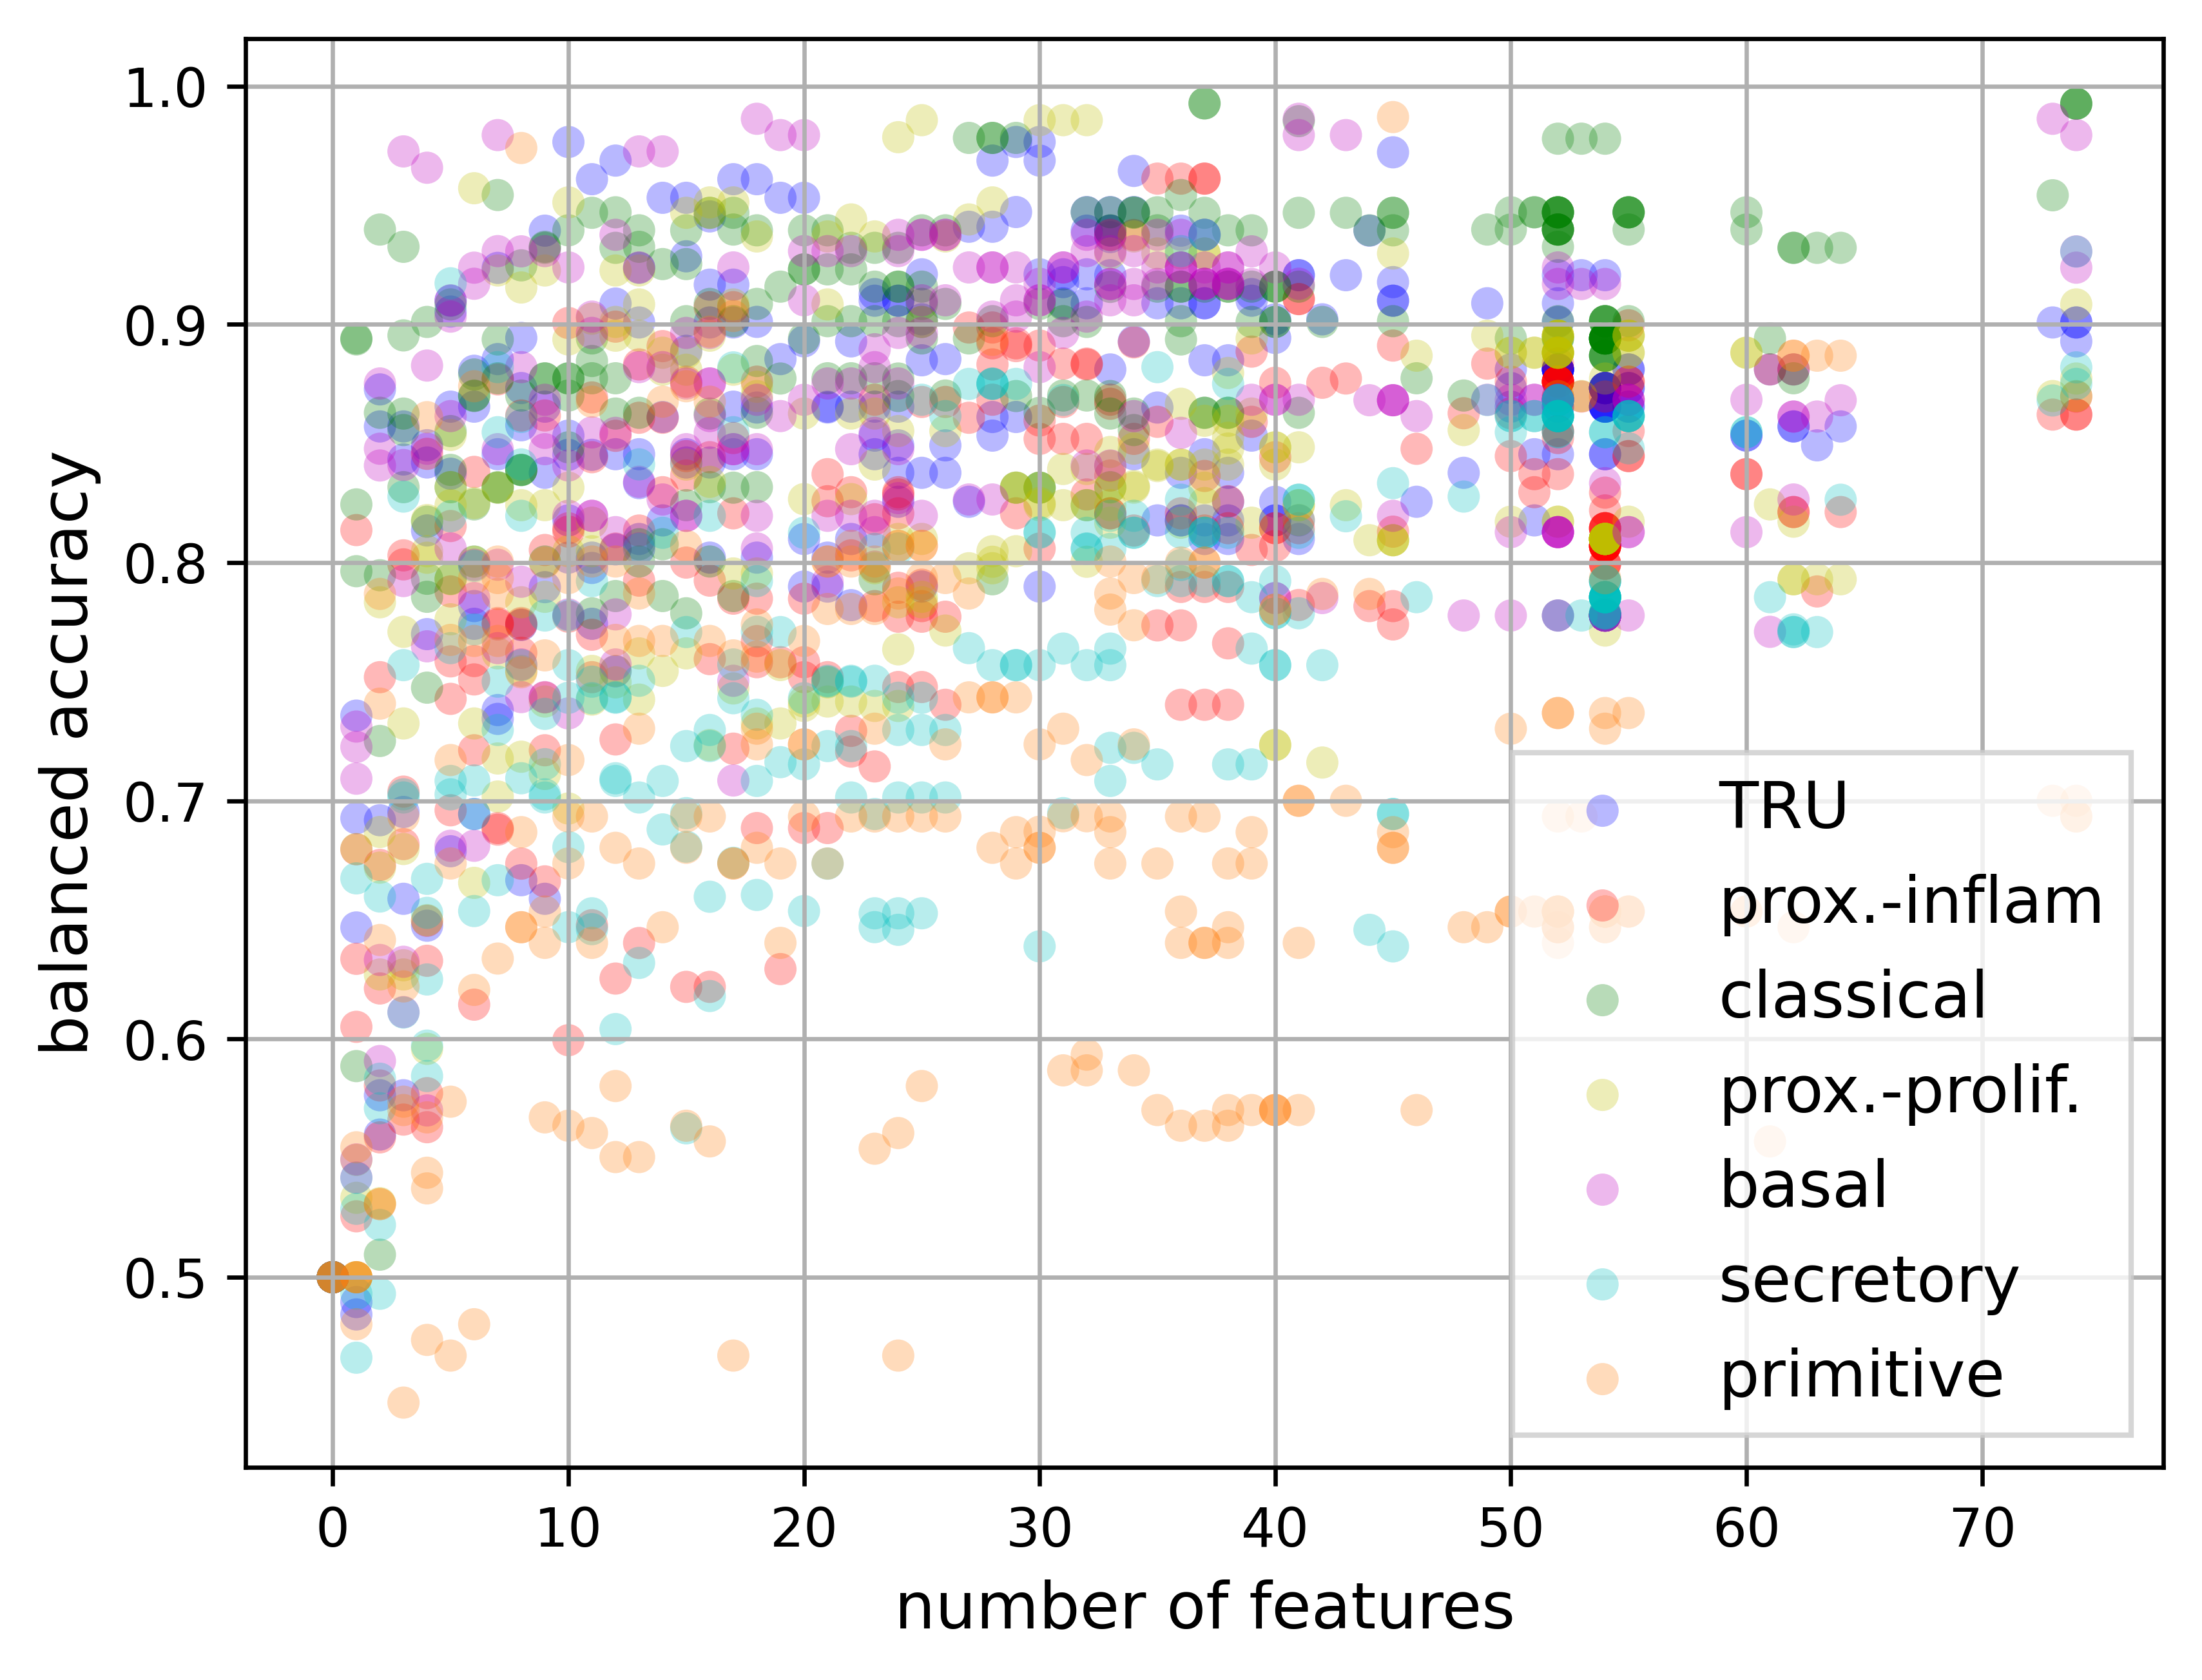 1.0
0.9
0.8
0.7
0.6
0.5
balanced accuracy
TRU
prox.-inflam
classical
prox.-prolif.
basal
secretory
primitive
0 10 20 30 40 50 60 70
number of features